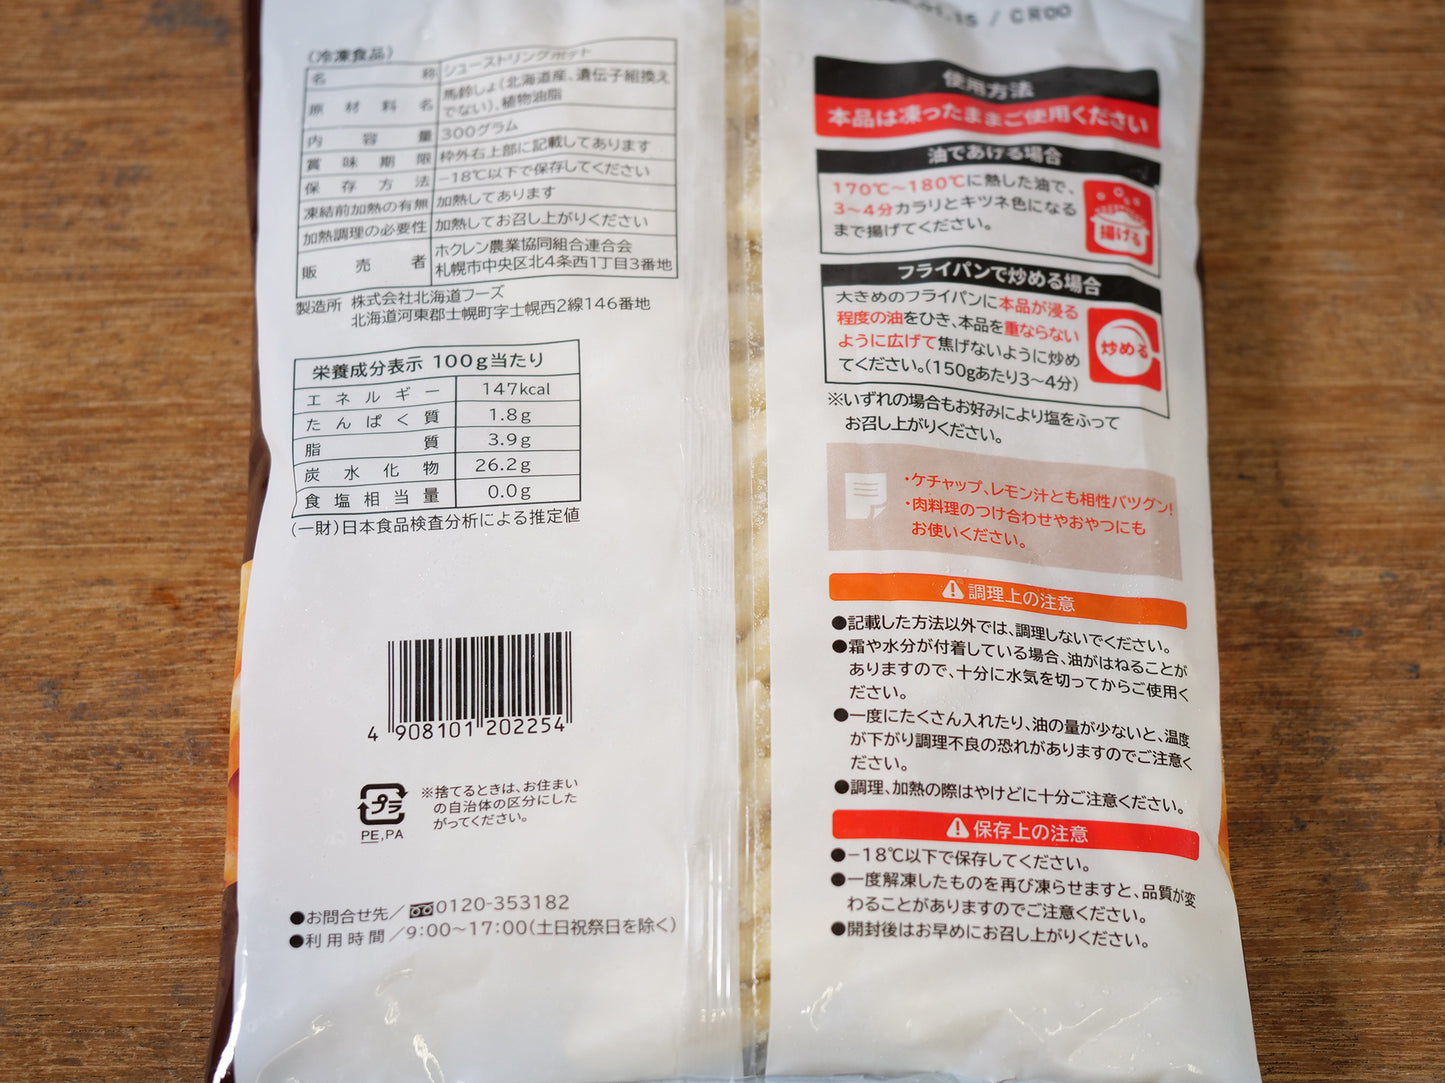 .01.15 / CR00
(冷凍食品)
名称 シューストリングポテト
原材料名 馬鈴しょ(北海道産、遺伝子組換え
でない)、植物油脂
内容量 300グラム
賞味期限 枠外右上部に記載してあります
保存方法 -18℃以下で保存してください
凍結前加熱の有無 加熱してあります
加熱調理の必要性 加熱してお召し上がりください
販売者 ホクレン農業協同組合連合会
札幌市中央区北4条西1丁目3番地
製造所 株式会社北海道フーズ
北海道河東郡士幌町字士幌西2線146番地
栄養成分表示 100g当たり
エネルギー 147kcal
たんぱく質 1.8g
脂質 3.9g
炭水化物 26.2g
食塩相当量 0.0g
(一財)日本食品検査分析による推定値
4 908101 202254
プラ
PE,PA
※捨てるときは、お住まい
の自治体の区分にした
がってください。
●お問合せ先/0120-353182
●利用時間/9:00~17:00(土日祝祭日を除く)
使用方法
本品は凍ったままご使用ください
油であげる場合
170℃~180℃に熱した油で、
3~4分カラリとキツネ色になる
まで揚げてください。
揚げる
フライパンで炒める場合
大きめのフライパンに本品が浸る
程度の油をひき、本品を重ならない
ように広げて焦げないように炒め
てください。(150gあたり3~4分)
炒める
※いずれの場合もお好みにより塩をふって
お召し上がりください。
・ケチャップ、レモン汁とも相性バツグン!
・肉料理のつけ合わせやおやつにも
お使いください。
調理上の注意
●記載した方法以外では、調理しないでください。
●霜や水分が付着している場合、油がはねることが
ありますので、十分に水気を切ってからご使用く
ださい。
●一度にたくさん入れたり、油の量が少ないと、温度
が下がり調理不良の恐れがありますのでご注意く
ださい。
●調理、加熱の際はやけどに十分ご注意ください。
保存上の注意
●-18℃以下で保存してください。
●一度解凍したものを再び凍らせますと、品質が変
わることがありますのでご注意ください。
●開封後はお早めにお召し上がりください。